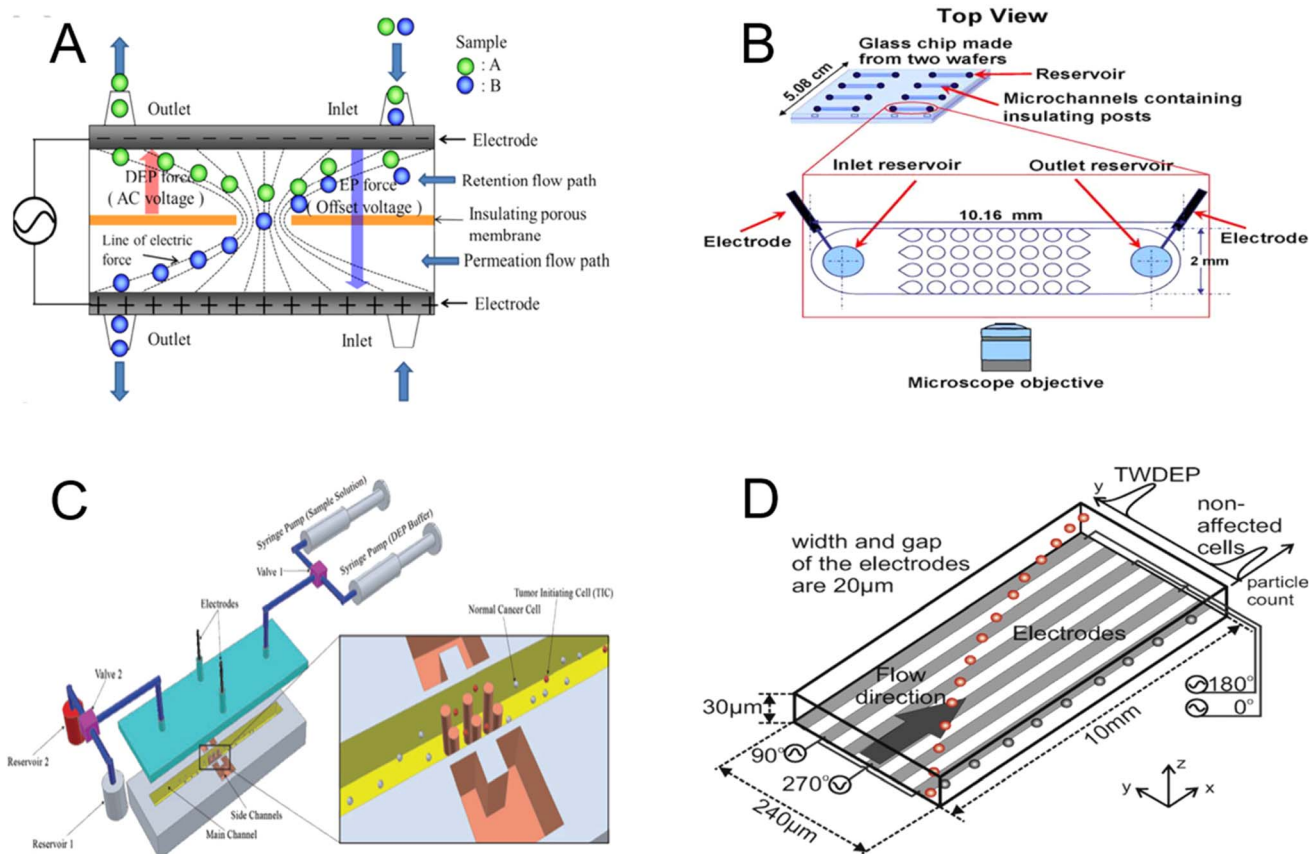 A
Sample
: A
: B
Outlet
Inlet
Electrode
DEP force
( AC voltage )
EP force
( Offset voltage )
Retention flow path
Insulating porous
membrane
Line of electric
force
Permeation flow path
Electrode
Outlet
Inlet
B
Top View
Glass chip made
from two wafers
5.08 cm
Reservoir
Microchannels containing
insulating posts
Inlet reservoir
Outlet reservoir
10.16 mm
Electrode
Electrode
2 mm
Microscope objective
C
Syringe Pump (Sample Solution)
Syringe Pump (DEP Buffer)
Valve 1
Electrodes
Tumor Initiating Cell (TIC)
Normal Cancer Cell
Valve 2
Reservoir 2
Side Channels
Main Channel
Reservoir 1
D
TWDEP
y
non-
affected
cells
width and gap
of the electrodes
are 20μm
particle
count
Electrodes
Flow
direction
30μm
180°
0°
90°
270°
10mm
240μm
z
y
x